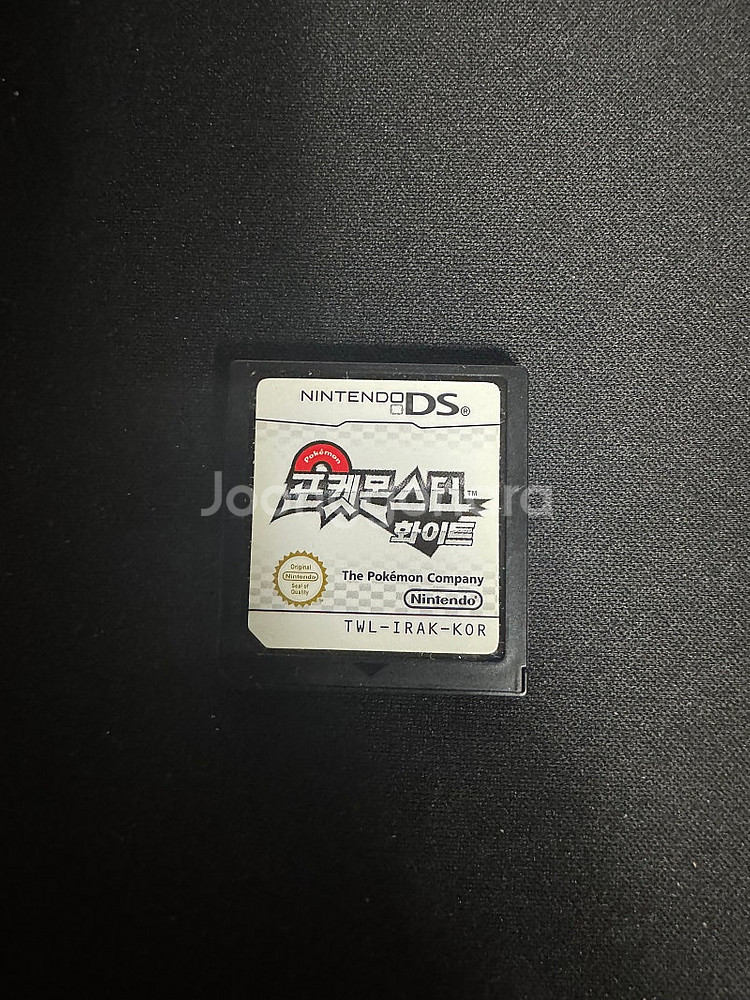 NINTENDO DS®
Pokémon
포켓몬스터™
화이트
Original
Nintendo
Seal of
Quality
The Pokémon Company
Nintendo®
TWL-IRAK-KOR